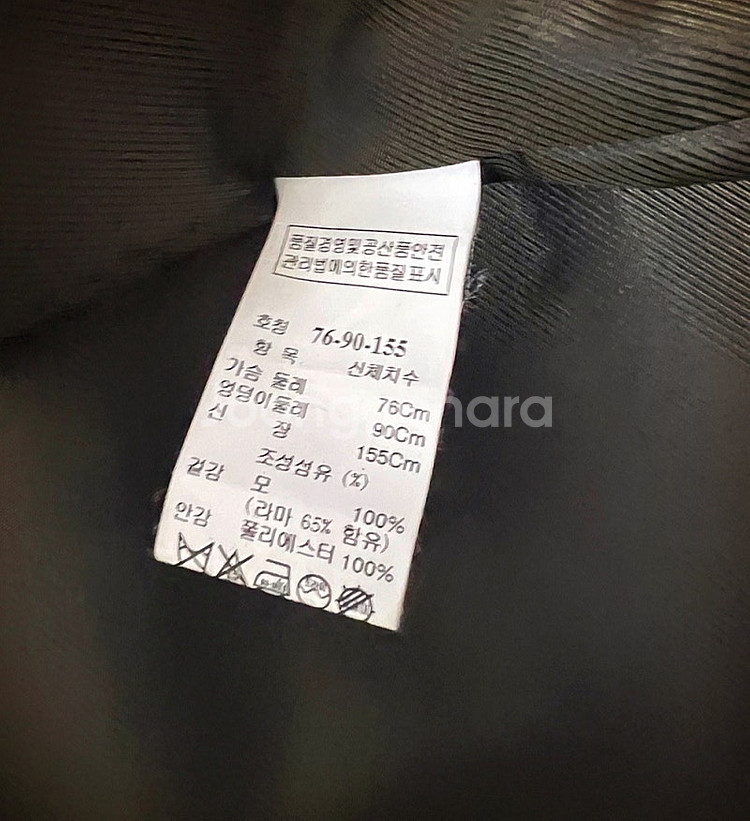 품질경영및공산품안전
관리법에의한품질표시
호칭 76-90-155
항 목 신체치수
가슴 둘레 76Cm
엉덩이둘레 90Cm
신 장 155Cm
조성섬유 (%)
겉감 모 100%
(라마 65% 함유)
안감 폴리에스터 100%